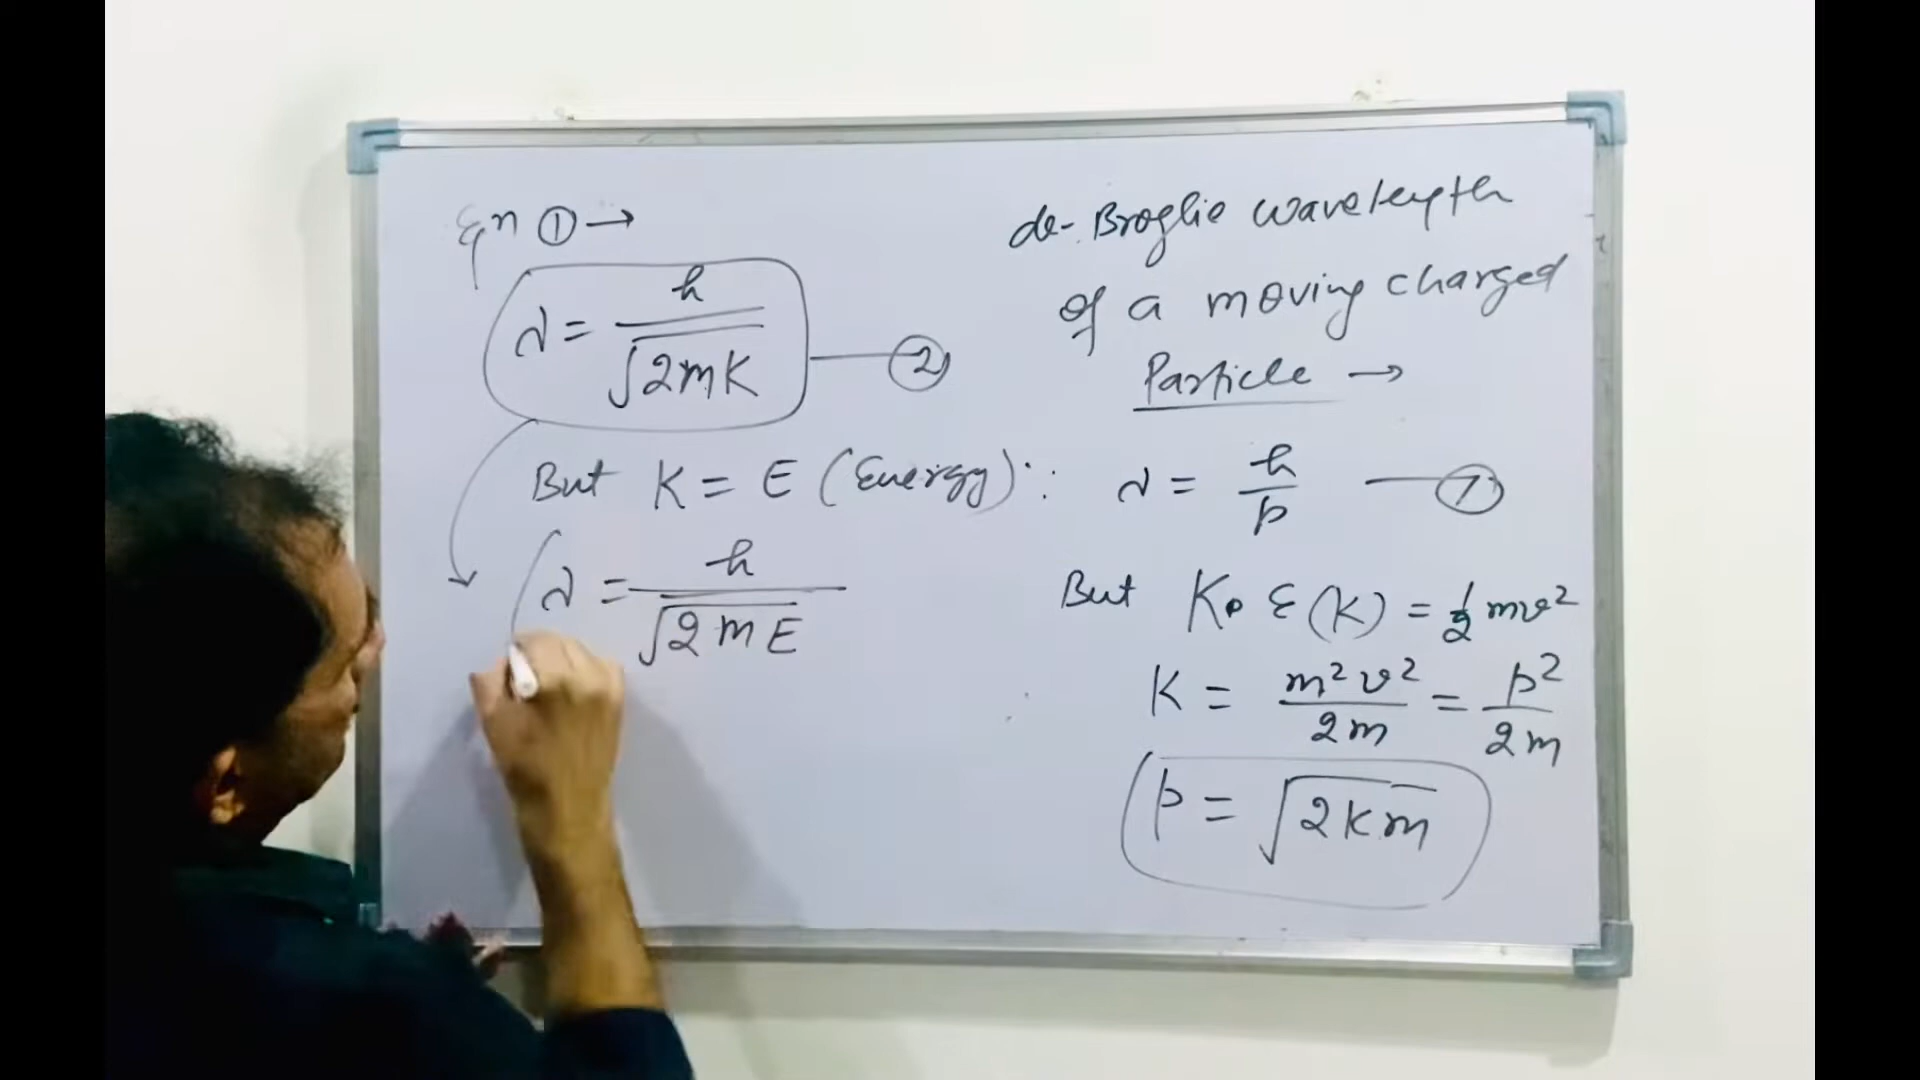 de-Broglie wavelength
of a moving charged
Particle →
∴ λ = h/p — ①
But K.E (K) = 1/2 mv²
K = m²v²/2m = p²/2m
p = √2Km
Eqn ① →
λ = h/√2mK — ②
But K = E (Energy)
λ = h/√2mE